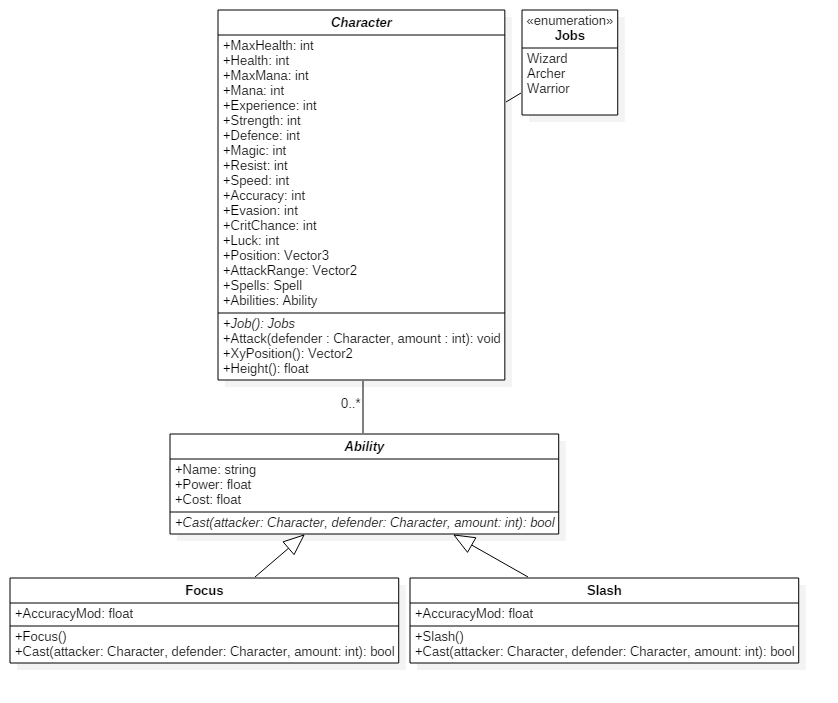 Character
+MaxHealth: int
+Health: int
+MaxMana: int
+Mana: int
+Experience: int
+Strength: int
+Defence: int
+Magic: int
+Resist: int
+Speed: int
+Accuracy: int
+Evasion: int
+CritChance: int
+Luck: int
+Position: Vector3
+AttackRange: Vector2
+Spells: Spell
+Abilities: Ability
+Job(): Jobs
+Attack(defender : Character, amount : int): void
+XyPosition(): Vector2
+Height(): float
«enumeration»
Jobs
Wizard
Archer
Warrior
0..*
Ability
+Name: string
+Power: float
+Cost: float
+Cast(attacker: Character, defender: Character, amount: int): bool
Focus
+AccuracyMod: float
+Focus()
+Cast(attacker: Character, defender: Character, amount: int): bool
Slash
+AccuracyMod: float
+Slash()
+Cast(attacker: Character, defender: Character, amount: int): bool